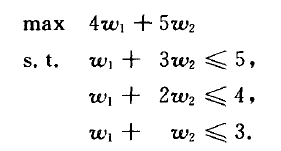 max 4w₁ + 5w₂
s. t. w₁ + 3w₂ ⩽ 5,
w₁ + 2w₂ ⩽ 4,
w₁ + w₂ ⩽ 3.